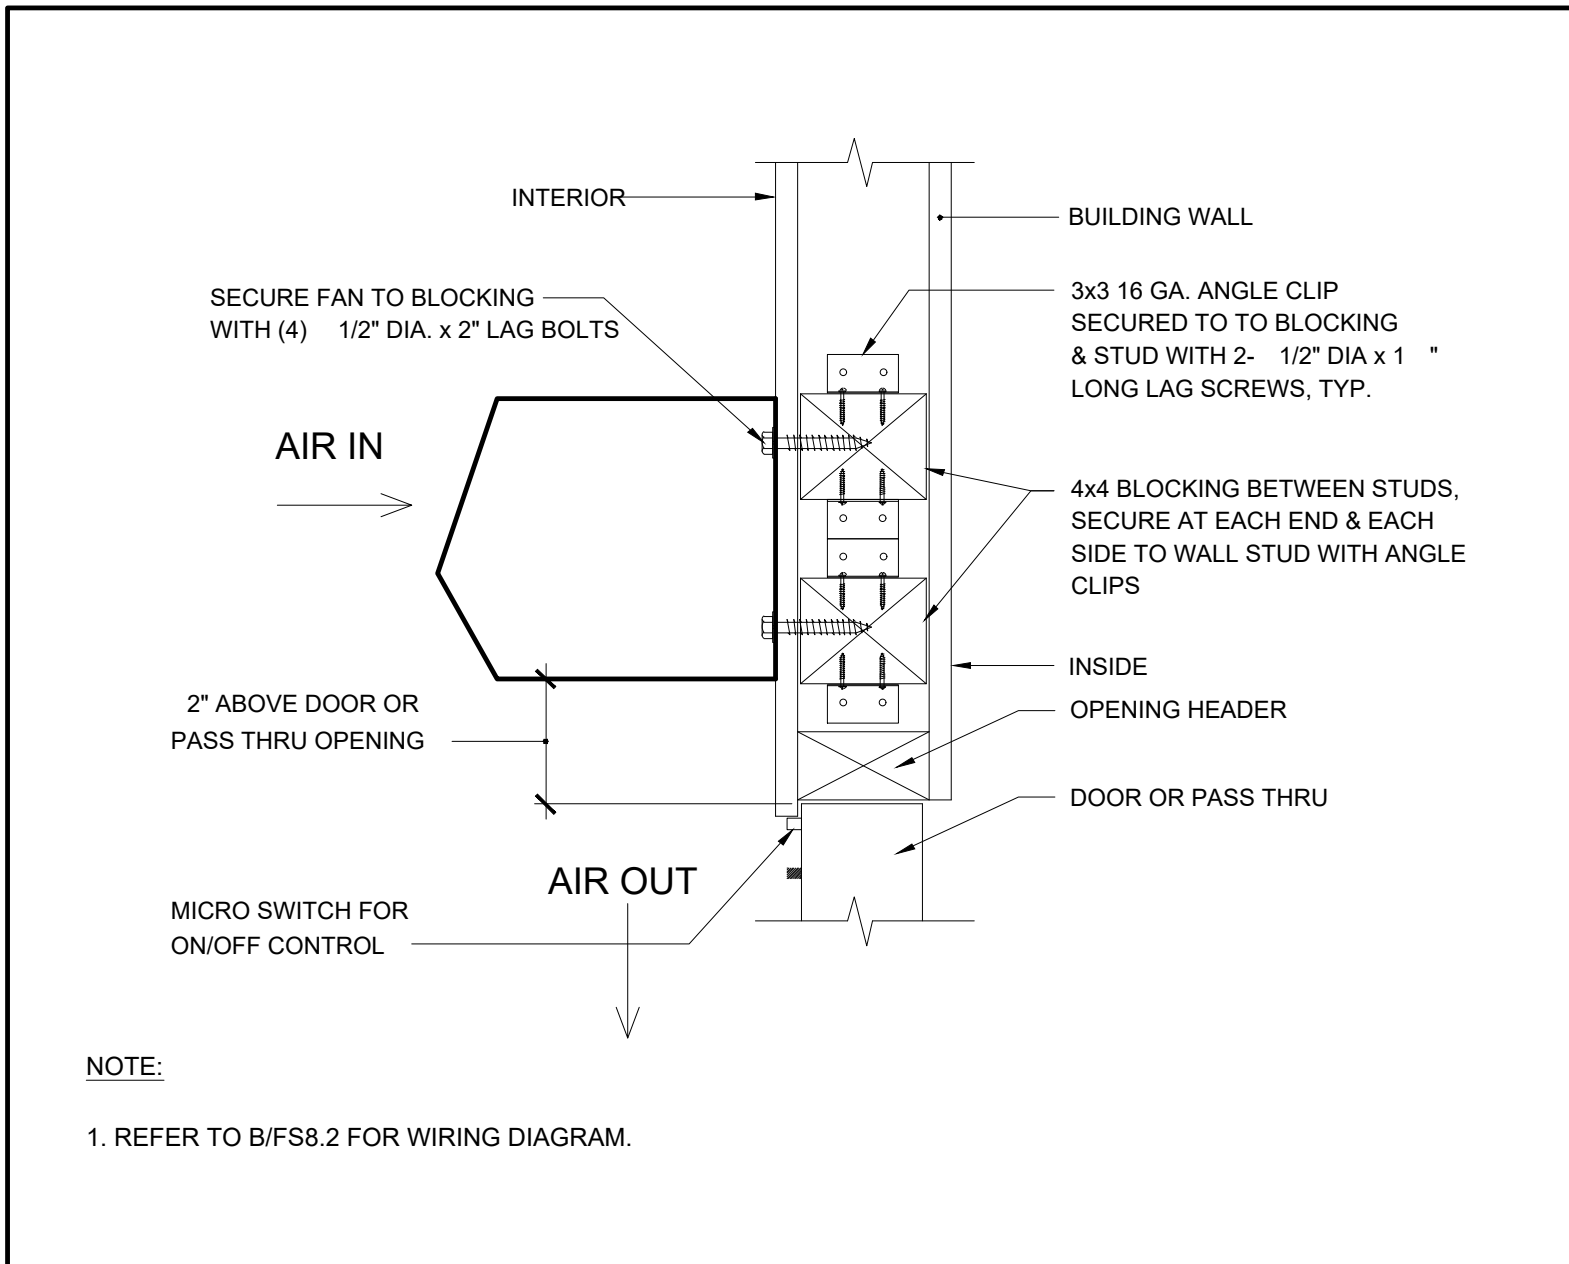 INTERIOR
BUILDING WALL
SECURE FAN TO BLOCKING
WITH (4) 1/2" DIA. x 2" LAG BOLTS
3x3 16 GA. ANGLE CLIP
SECURED TO TO BLOCKING
& STUD WITH 2- 1/2" DIA x 1 "
LONG LAG SCREWS, TYP.
AIR IN
4x4 BLOCKING BETWEEN STUDS,
SECURE AT EACH END & EACH
SIDE TO WALL STUD WITH ANGLE
CLIPS
INSIDE
2" ABOVE DOOR OR
PASS THRU OPENING
OPENING HEADER
DOOR OR PASS THRU
AIR OUT
MICRO SWITCH FOR
ON/OFF CONTROL
NOTE:
1. REFER TO B/FS8.2 FOR WIRING DIAGRAM.